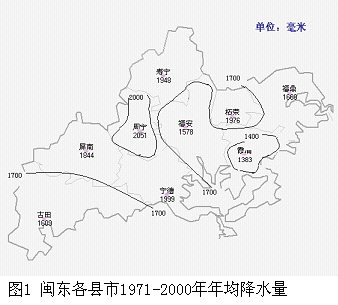 单位：毫米
寿宁
1948
1700
福鼎
1668
2000
柘荣
1976
周宁
2051
福安
1578
1400
屏南
1844
霞浦
1383
1700
宁德
1999
1700
古田
1609
1700
图1 闽东各县市1971-2000年年均降水量